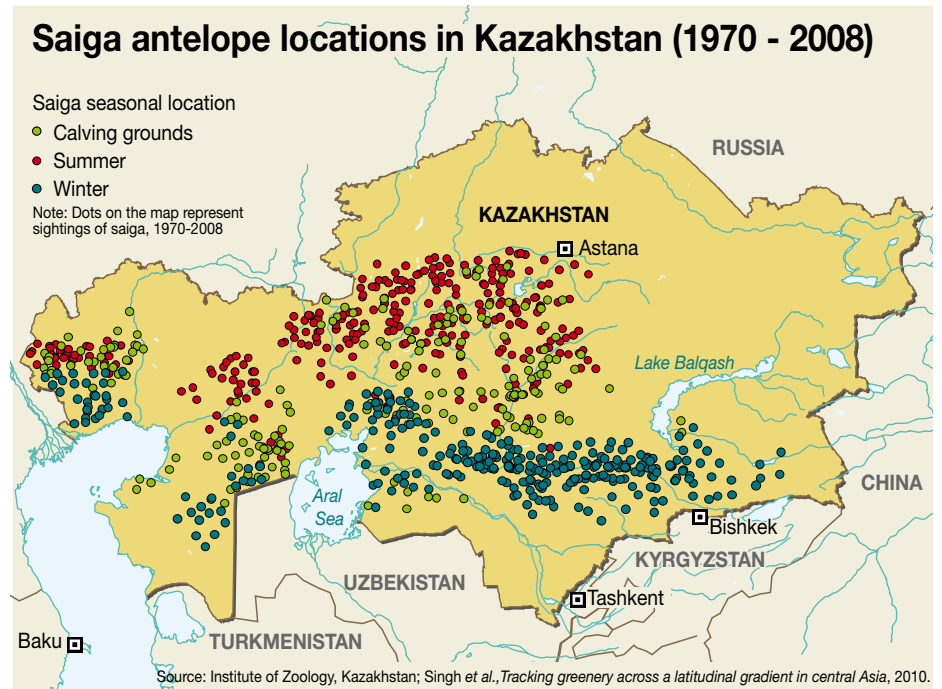 Saiga antelope locations in Kazakhstan (1970 - 2008)
Saiga seasonal location
Calving grounds
Summer
Winter
Note: Dots on the map represent
sightings of saiga, 1970-2008
RUSSIA
KAZAKHSTAN
Astana
Lake Balqash
CHINA
Aral
Sea
Bishkek
KYRGYZSTAN
UZBEKISTAN
Tashkent
Baku
TURKMENISTAN
Source: Institute of Zoology, Kazakhstan; Singh et al.,Tracking greenery across a latitudinal gradient in central Asia, 2010.